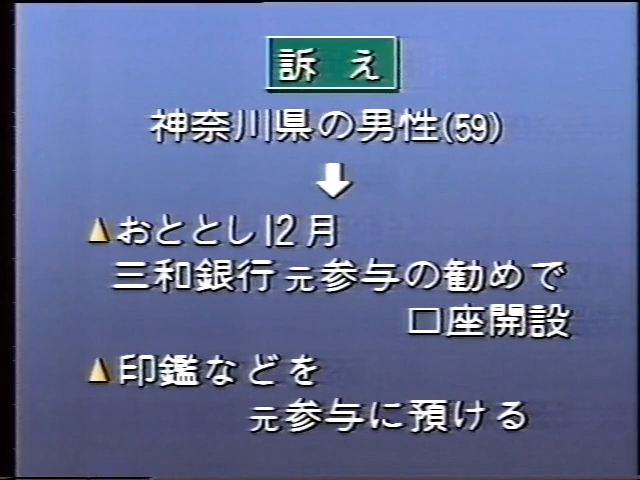 訴え
神奈川県の男性(59)
⬇
▲おととし12月
三和銀行元参与の勧めで
口座開設
▲印鑑などを
元参与に預ける